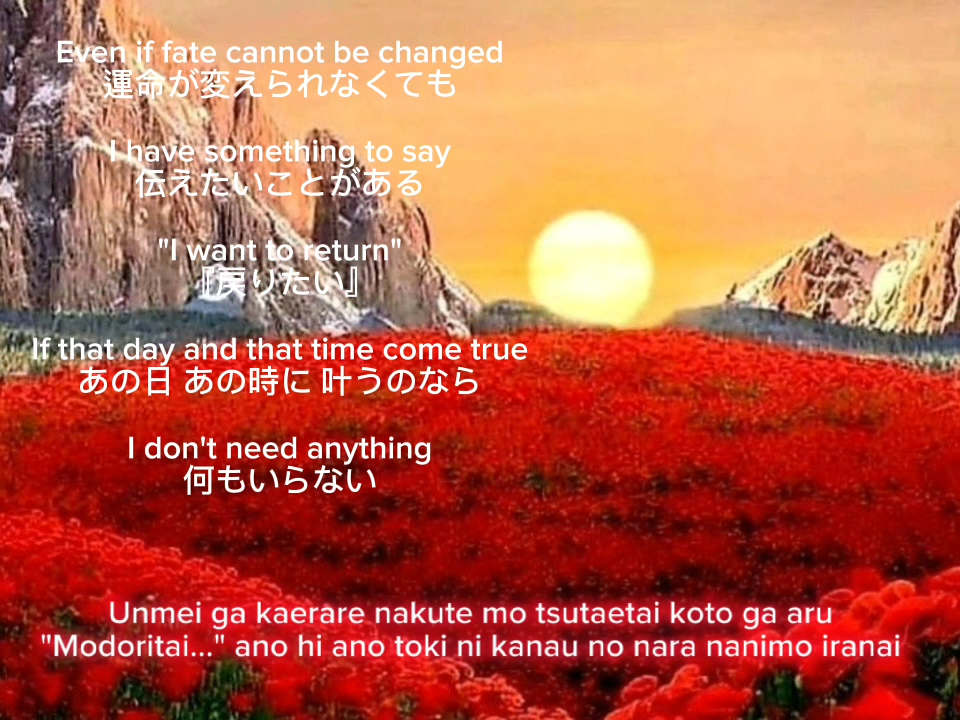 Even if fate cannot be changed
運命が変えられなくても
I have something to say
伝えたいことがある
"I want to return"
『戻りたい』
If that day and that time come true
あの日 あの時に 叶うのなら
I don't need anything
何もいらない
Unmei ga kaerare nakute mo tsutaetai koto ga aru
"Modoritai..." ano hi ano toki ni kanau no nara nanimo iranai